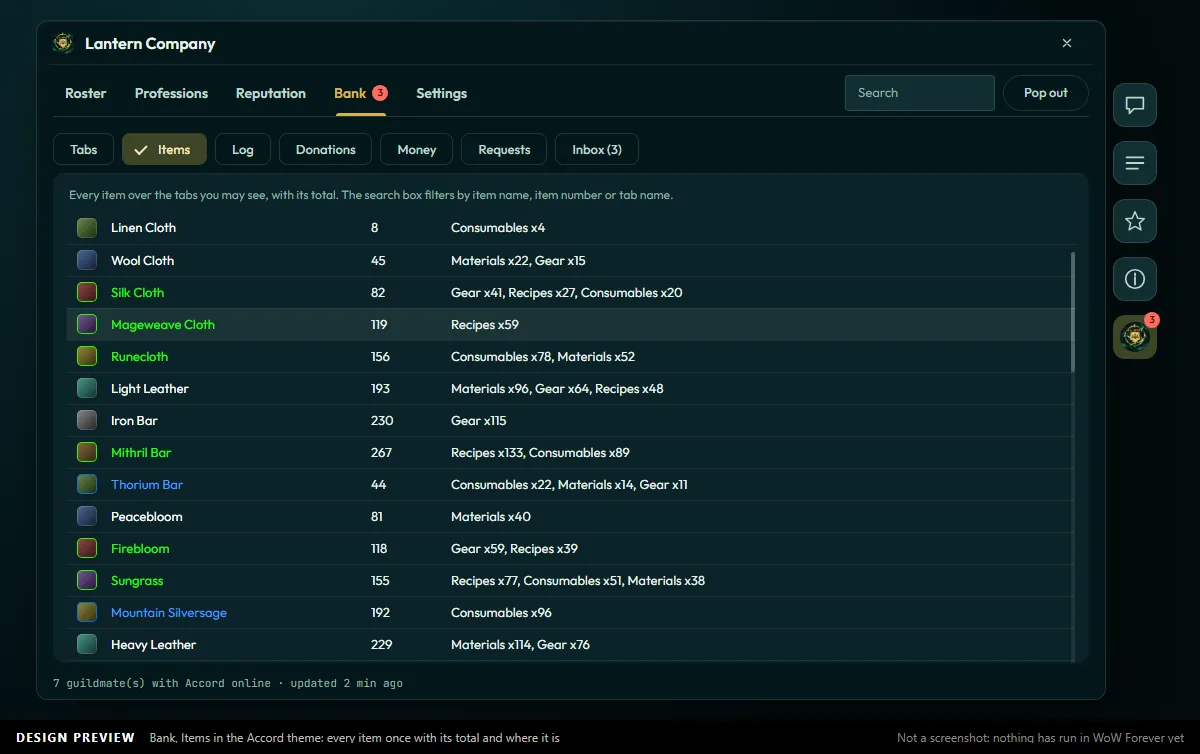 Lantern Company
Roster Professions Reputation Bank 3 Settings Search Pop out
Tabs Items Log Donations Money Requests Inbox (3)
Every item over the tabs you may see, with its total. The search box filters by item name, item number or tab name.
Linen Cloth 8 Consumables x4
Wool Cloth 45 Materials x22, Gear x15
Silk Cloth 82 Gear x41, Recipes x27, Consumables x20
Mageweave Cloth 119 Recipes x59
Runecloth 156 Consumables x78, Materials x52
Light Leather 193 Materials x96, Gear x64, Recipes x48
Iron Bar 230 Gear x115
Mithril Bar 267 Recipes x133, Consumables x89
Thorium Bar 44 Consumables x22, Materials x14, Gear x11
Peacebloom 81 Materials x40
Firebloom 118 Gear x59, Recipes x39
Sungrass 155 Recipes x77, Consumables x51, Materials x38
Mountain Silversage 192 Consumables x96
Heavy Leather 229 Materials x114, Gear x76
7 guildmate(s) with Accord online · updated 2 min ago
3
DESIGN PREVIEW Bank, Items in the Accord theme: every item once with its total and where it is
Not a screenshot: nothing has run in WoW Forever yet